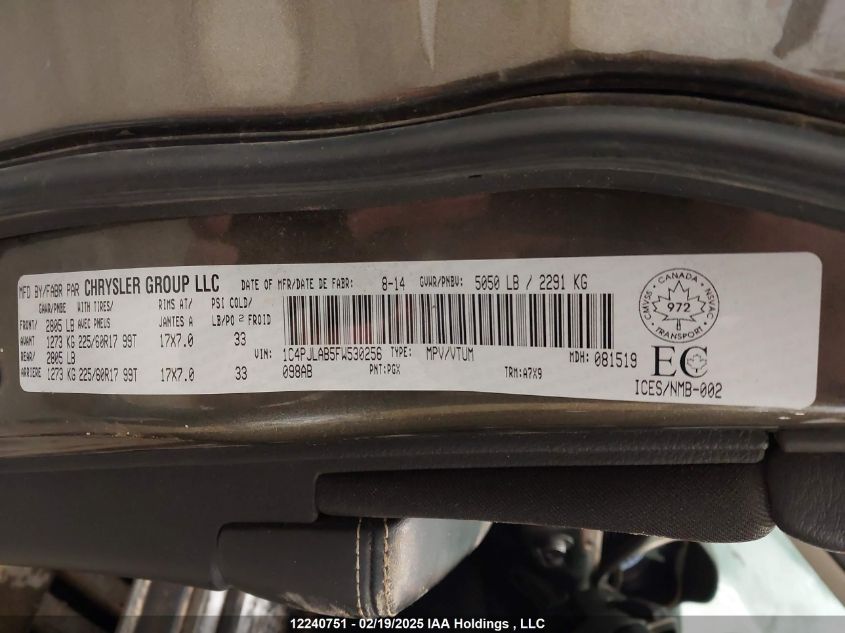 MFD BY/FABR PAR CHRYSLER GROUP LLC DATE OF MFR/DATE DE FABR: 8-14 GVWR/PNBV: 5050 LB / 2291 KG
GAWR/PNBE WITH TIRES/ RIMS AT/ PSI COLD/
FRONT/ 2805 LB AVEC PNEUS JANTES A LB/PO² FROID
AVANT 1273 KG 225/60R17 99T 17X7.0 33
REAR/ 2805 LB
ARRIERE 1273 KG 225/60R17 99T 17X7.0 33
VIN: 1C4PJLAB5FW530256 TYPE: MPV/VTUM MDH: 081519
098AB PNT:PGX TRM:A7X9
CANADA
CMVSS 972 NSVAC
TRANSPORT
EC
ICES/NMB-002
12240751 - 02/19/2025 IAA Holdings , LLC